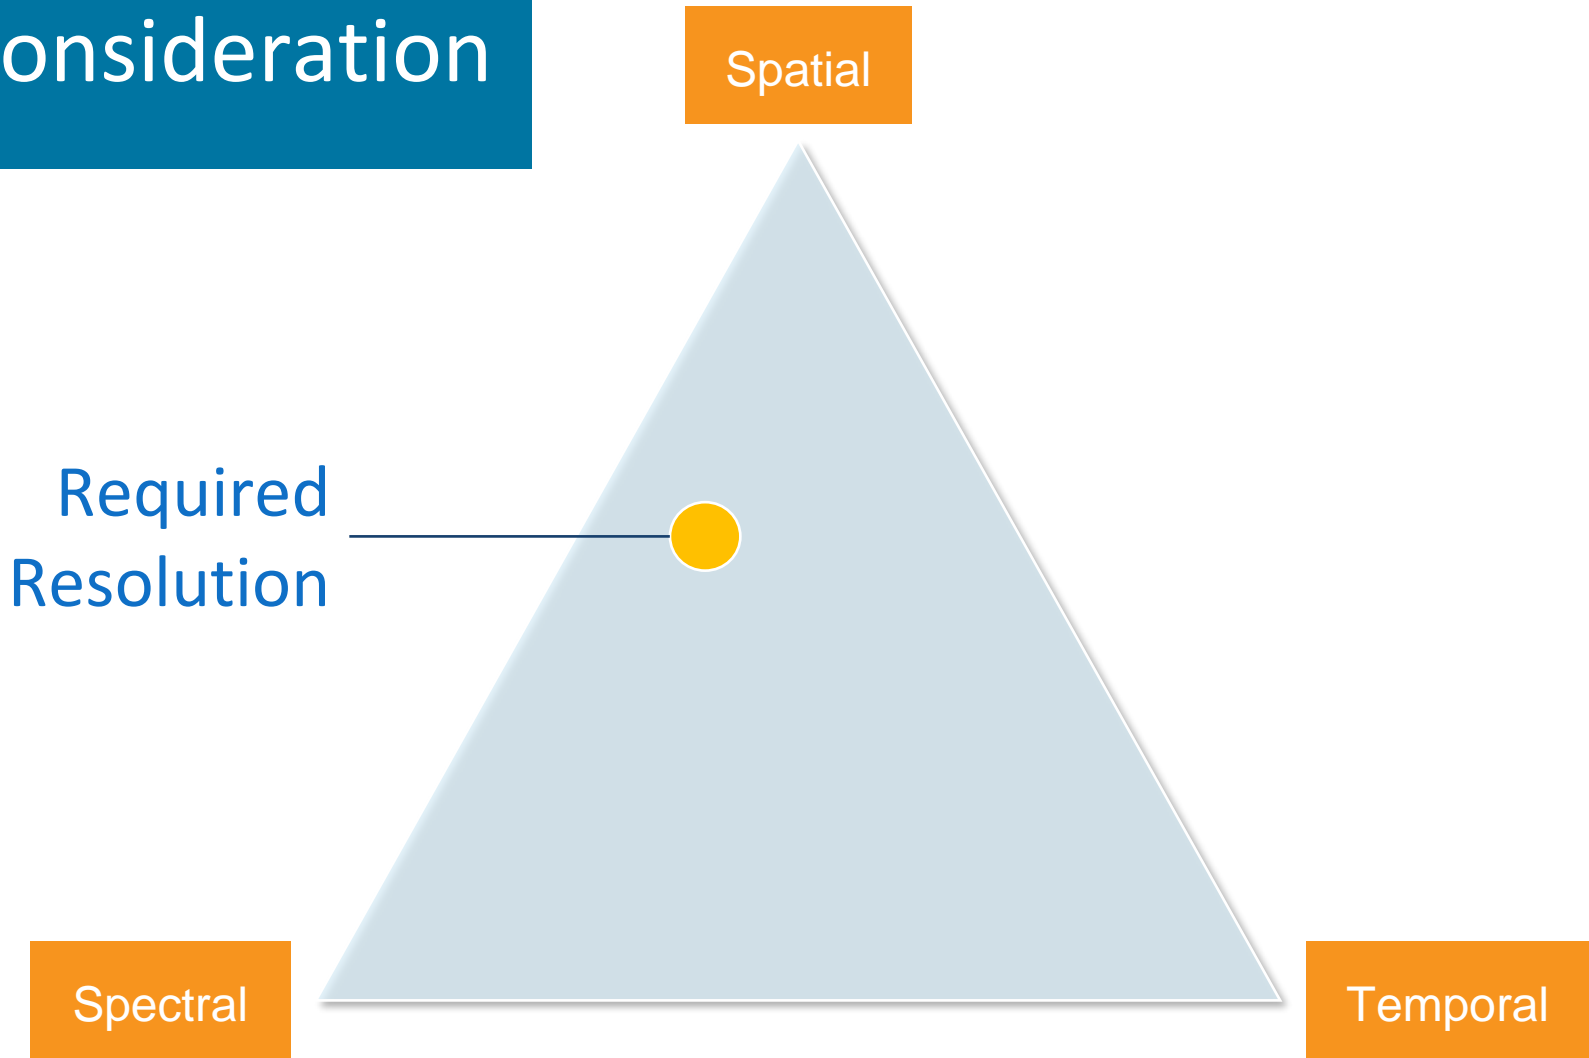 onsideration
Spatial
Required
Resolution
Spectral
Temporal